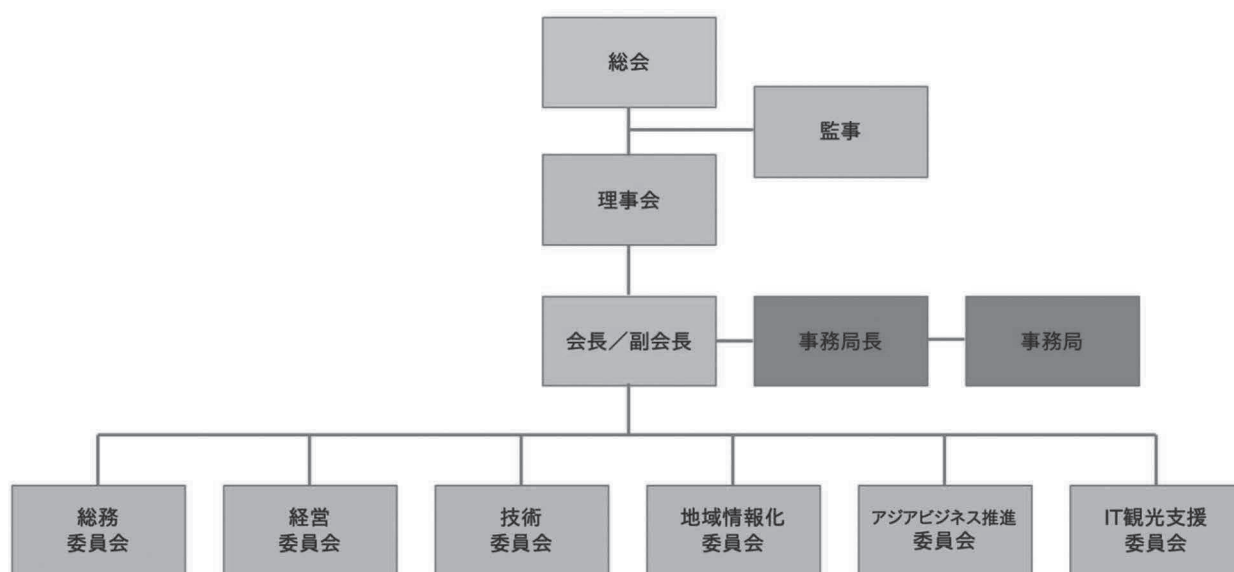 総会
監事
理事会
会長／副会長
事務局長
事務局
総務
委員会
経営
委員会
技術
委員会
地域情報化
委員会
アジアビジネス推進
委員会
IT観光支援
委員会